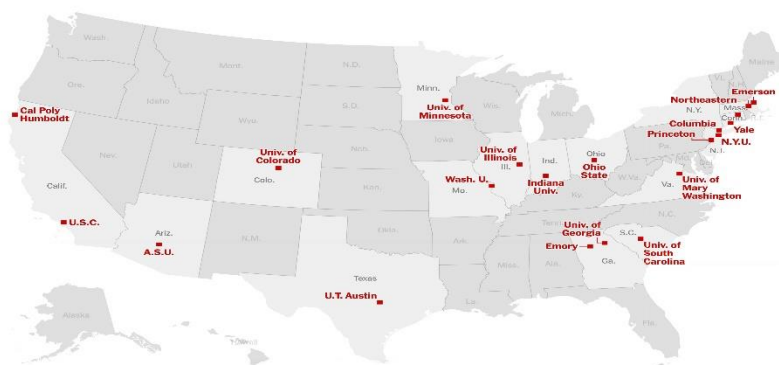 Wash.
Maine
Mont.
N.D.
Vt.
N.H.
Ore.
Minn.
Emerson
Idaho
S.D.
Wis.
Mich.
N.Y.
Northeastern
Mass.
Cal Poly
Humboldt
Wyo.
Univ. of
Minnesota
Columbia
Conn.
R.I.
Yale
Princeton
N.Y.U.
Iowa
Neb.
Univ. of
Colorado
Univ. of
Illinois
Ohio
Pa.
N.J.
Nev.
Utah
Colo.
Ill.
Ind.
Ohio
State
Md.
Del.
Calif.
Kan.
Wash. U.
Mo.
Indiana
Univ.
W.Va.
Va.
Univ. of
Mary
Washington
Ky.
U.S.C.
Ariz.
A.S.U.
N.M.
Okla.
Ark.
Tenn.
N.C.
Univ. of
Georgia
S.C.
Emory
Univ. of
South
Carolina
Miss.
Ala.
Ga.
Texas
U.T. Austin
La.
Fla.
Alaska
Hawaii